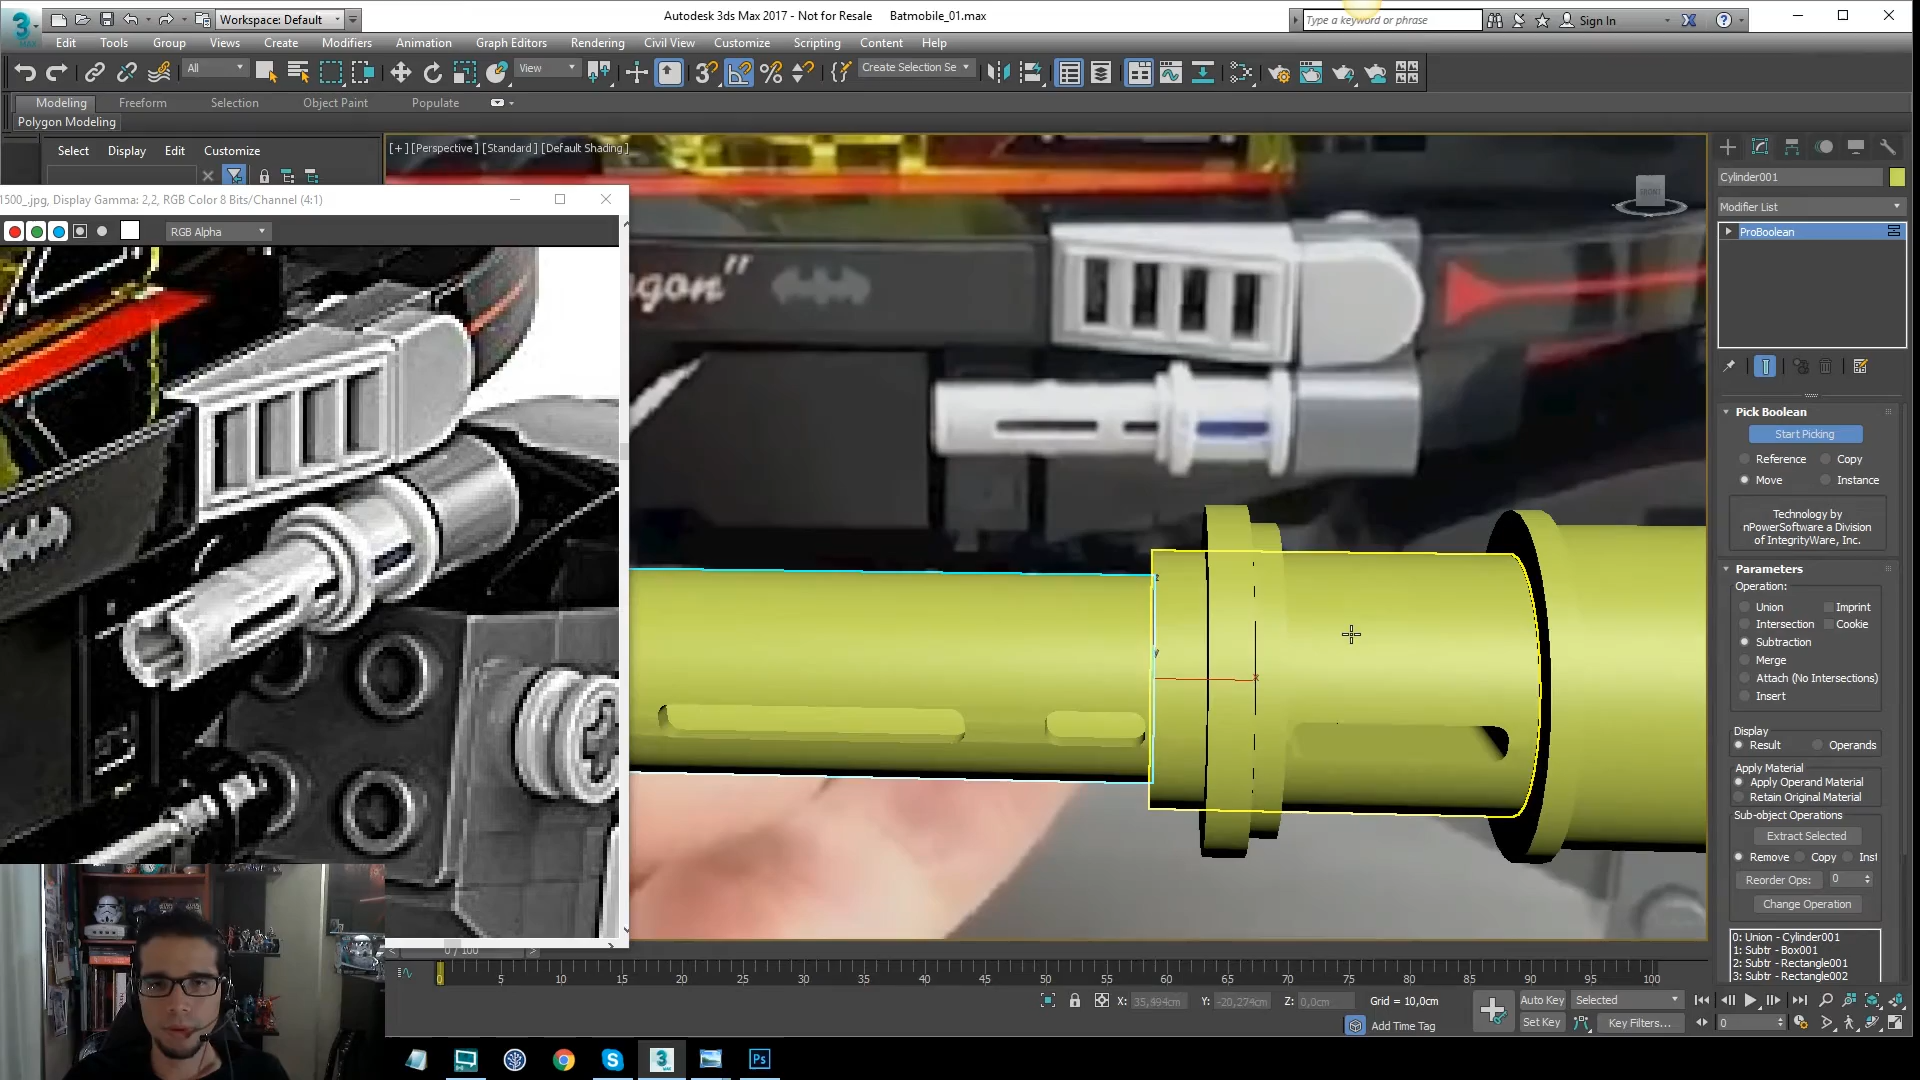 Workspace: Default
Autodesk 3ds Max 2017 - Not for Resale    Batmobile_01.max
Type a keyword or phrase
Sign In
Edit Tools Group Views Create Modifiers Animation Graph Editors Rendering Civil View Customize Scripting Content Help
All
View
Create Selection Se
Modeling Freeform Selection Object Paint Populate
Polygon Modeling
Select Display Edit Customize
[+] [Perspective] [Standard] [Default Shading]
1500_.jpg, Display Gamma: 2,2, RGB Color 8 Bits/Channel (4:1)
RGB Alpha
agon"
FRONT
Cylinder001
Modifier List
ProBoolean
Pick Boolean
Start Picking
Reference Copy
Move Instance
Technology by
nPowerSoftware a Division
of IntegrityWare, Inc.
Parameters
Operation:
Union Imprint
Intersection Cookie
Subtraction
Merge
Attach (No Intersections)
Insert
Display
Result Operands
Apply Material
Apply Operand Material
Retain Original Material
Sub-object Operations
Extract Selected
Remove Copy Inst
Reorder Ops: 0
Change Operation
0: Union - Cylinder001
1: Subtr - Box001
2: Subtr - Rectangle001
3: Subtr - Rectangle002
0 / 100
0 5 10 15 20 25 30 35 40 45 50 55 60 65 70 75 80 85 90 95 100
X: 35,494cm Y: -20,274cm Z: 0,0cm Grid = 10,0cm
Add Time Tag
Auto Key Selected
Set Key Key Filters...
0